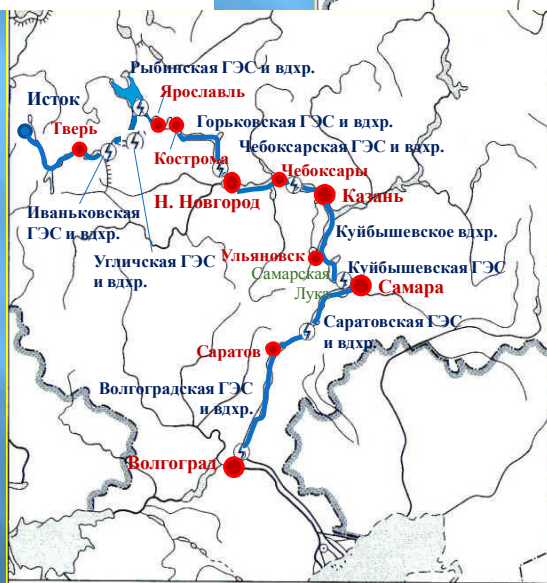 Рыбинская ГЭС и вдхр.
Исток
Ярославль
Горьковская ГЭС и вдхр.
Тверь
Чебоксарская ГЭС и вдхр.
Кострома
Чебоксары
Н. Новгород
Казань
Иваньковская
ГЭС и вдхр.
Куйбышевское вдхр.
Угличская ГЭС
и вдхр.
Ульяновск
Куйбышевская ГЭС
Самарская
Лука
Самара
Саратовская ГЭС
и вдхр.
Саратов
Волгоградская ГЭС
и вдхр.
Волгоград